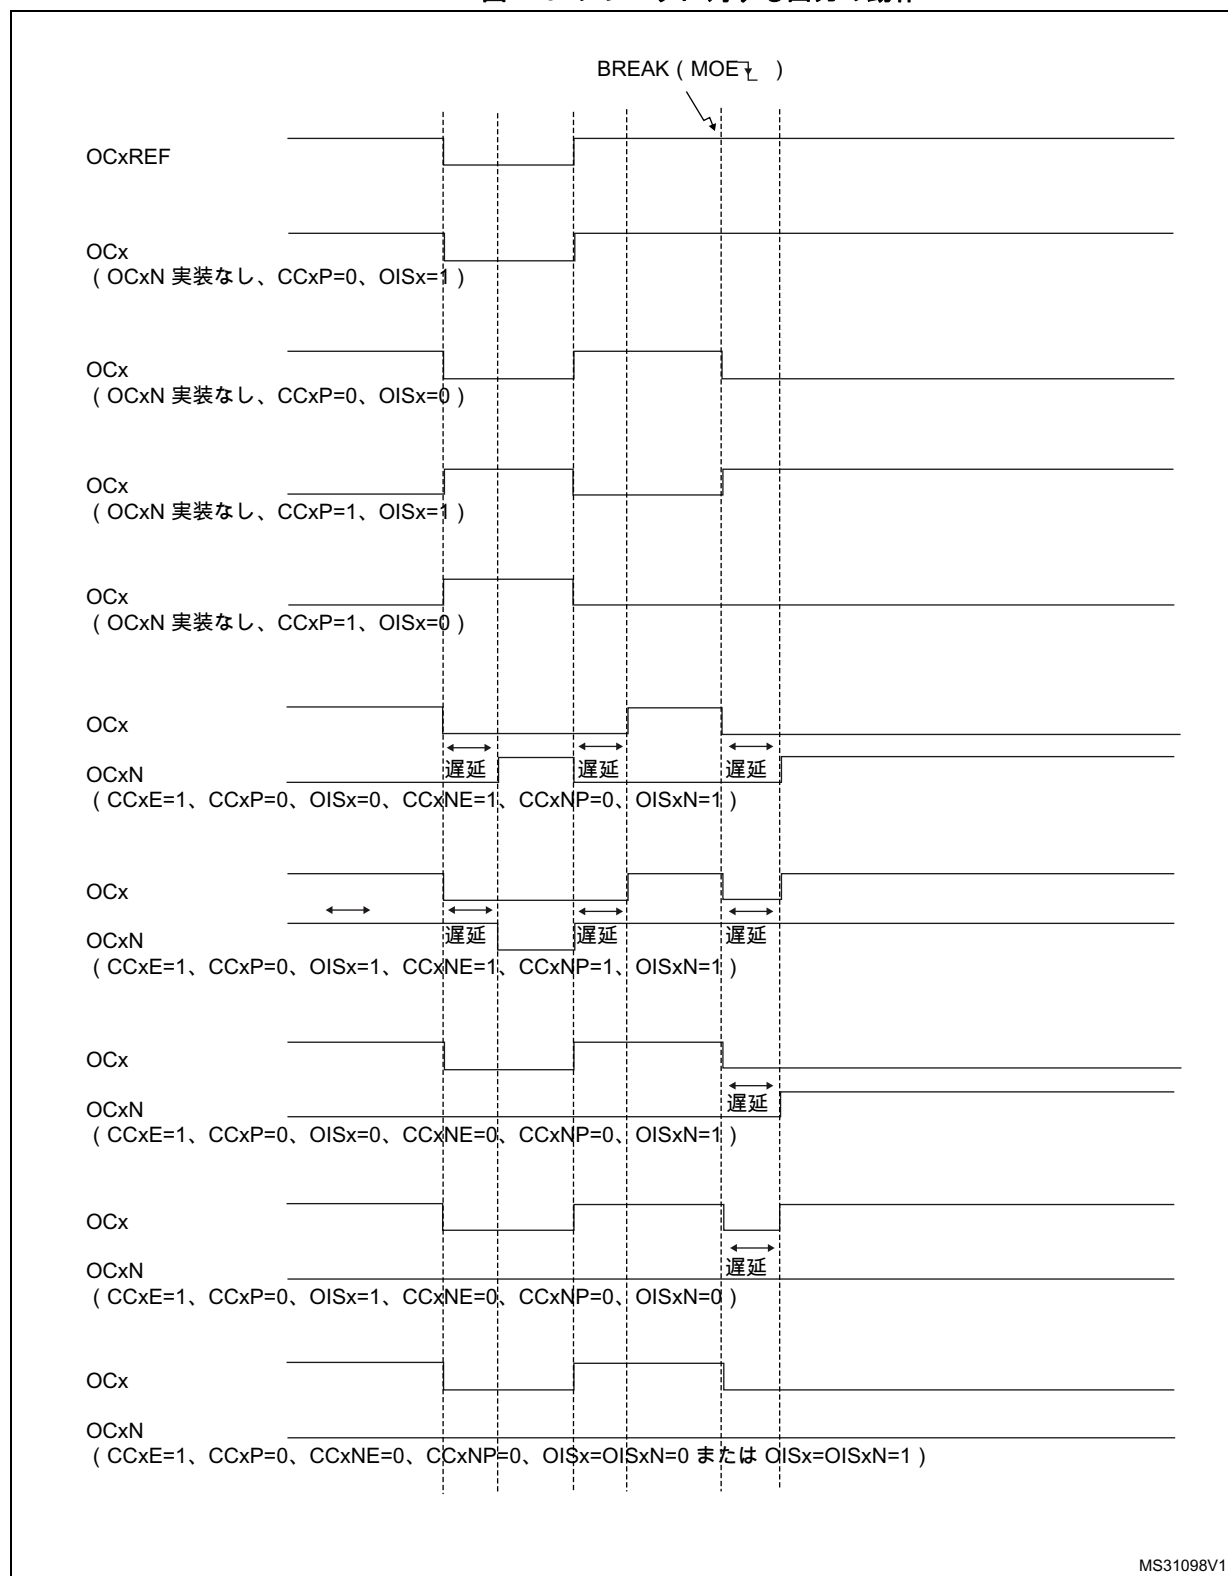 BREAK ( MOE )
OCxREF
OCx
( OCxN 実装なし、CCxP=0、OISx=1 )
OCx
( OCxN 実装なし、CCxP=0、OISx=0 )
OCx
( OCxN 実装なし、CCxP=1、OISx=1 )
OCx
( OCxN 実装なし、CCxP=1、OISx=0 )
OCx
遅延 遅延 遅延
OCxN
( CCxE=1、CCxP=0、OISx=0、CCxNE=1、CCxNP=0、OISxN=1 )
OCx
遅延 遅延 遅延
OCxN
( CCxE=1、CCxP=0、OISx=1、CCxNE=1、CCxNP=1、OISxN=1 )
OCx
遅延
OCxN
( CCxE=1、CCxP=0、OISx=0、CCxNE=0、CCxNP=0、OISxN=1 )
OCx
遅延
OCxN
( CCxE=1、CCxP=0、OISx=1、CCxNE=0、CCxNP=0、OISxN=0 )
OCx
OCxN
( CCxE=1、CCxP=0、CCxNE=0、CCxNP=0、OISx=OISxN=0 または OISx=OISxN=1 )
MS31098V1